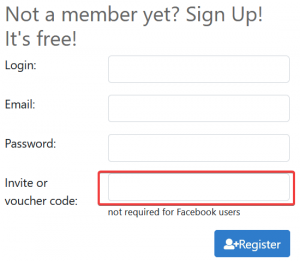 Not a member yet? Sign Up!
It's free!
Login:
Email:
Password:
Invite or
voucher code:
not required for Facebook users
Register